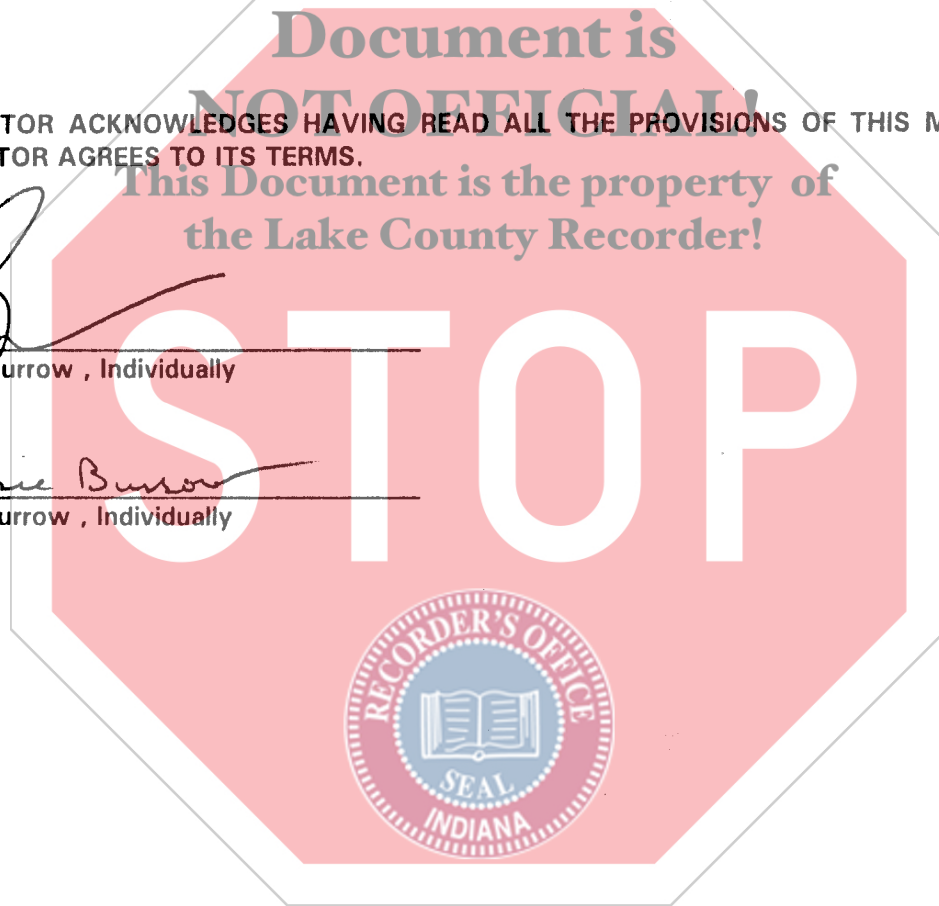 Document is
NOT OFFICIAL!
TOR ACKNOWLEDGES HAVING READ ALL THE PROVISIONS OF THIS M
TOR AGREES TO ITS TERMS.
This Document is the property of
the Lake County Recorder!
STOP
urrow , Individually
Burrow
urrow , Individually
RECORDER'S OFFICE
SEAL
INDIANA